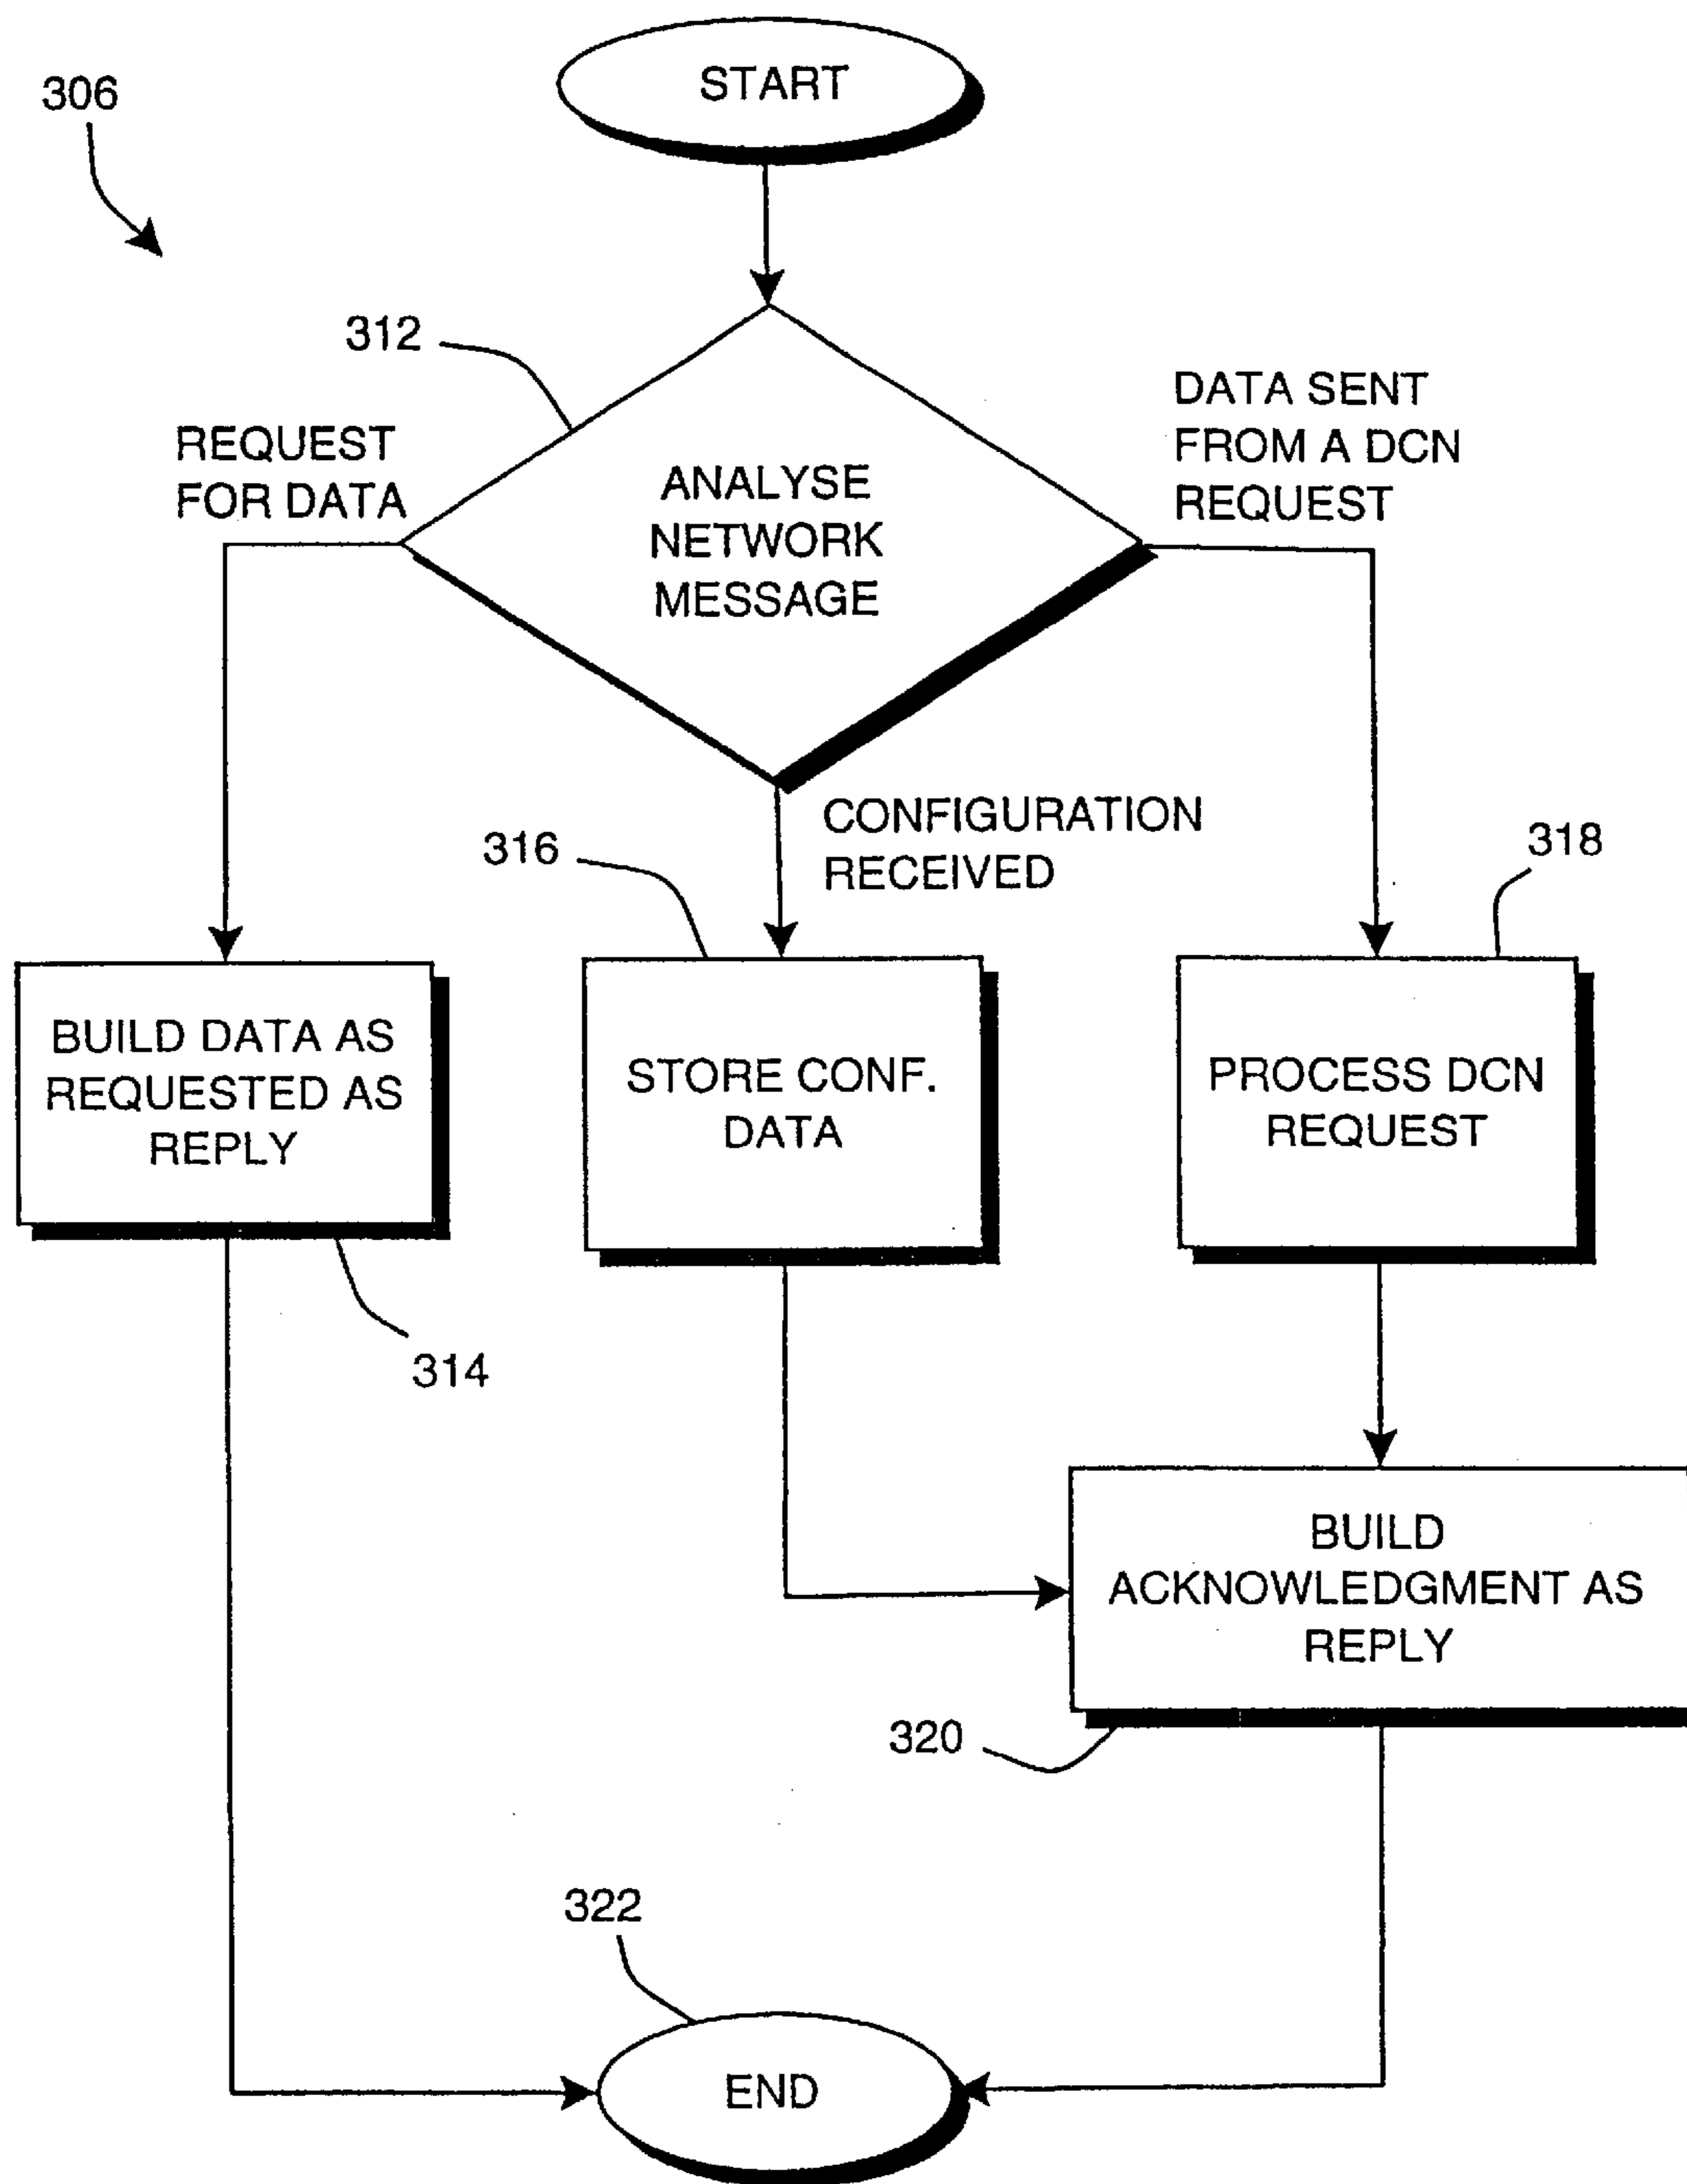 START
306
312
REQUEST
FOR DATA
ANALYSE
NETWORK
MESSAGE
DATA SENT
FROM A DCN
REQUEST
CONFIGURATION
RECEIVED
316
318
BUILD DATA AS
REQUESTED AS
REPLY
STORE CONF.
DATA
PROCESS DCN
REQUEST
314
BUILD
ACKNOWLEDGMENT AS
REPLY
320
322
END